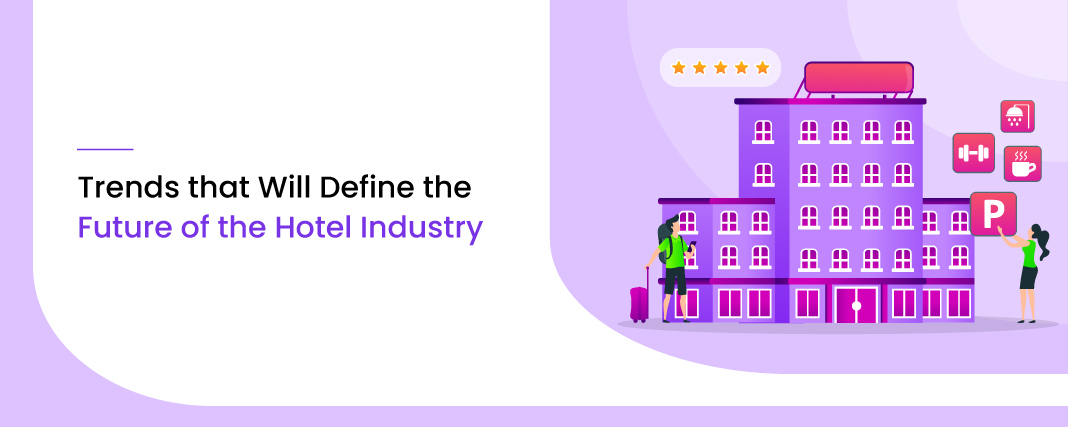 Trends that Will Define the
Future of the Hotel Industry
P